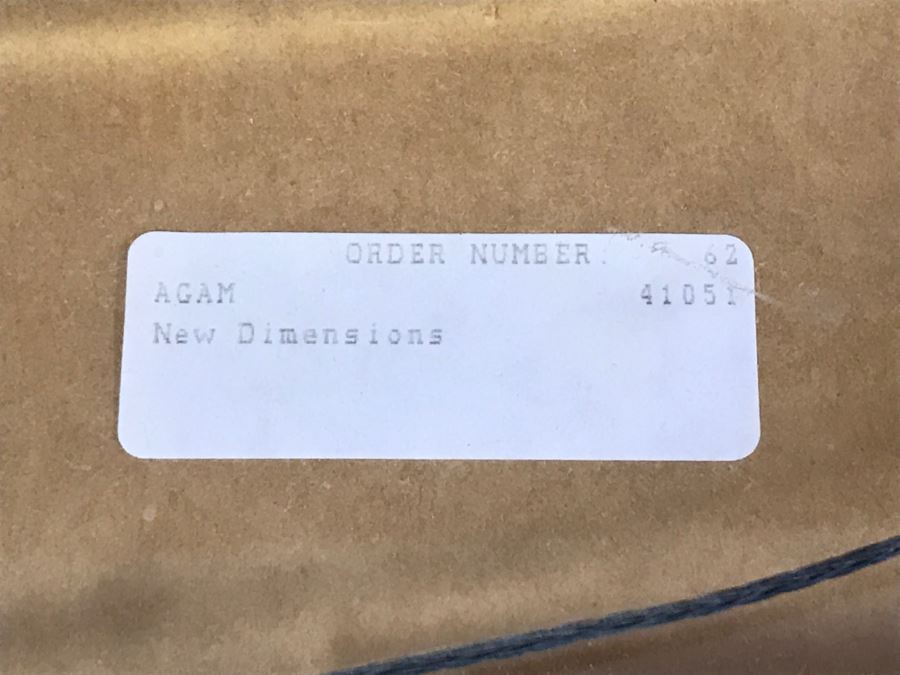 ORDER NUMBER: 62
AGAM 41051
New Dimensions